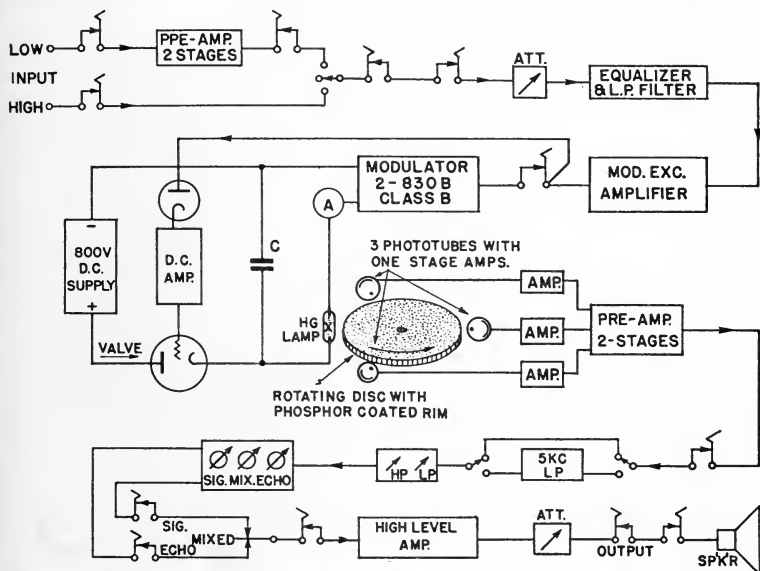 LOW
INPUT
HIGH
PPE-AMP.
2 STAGES
ATT.
EQUALIZER
& L.P. FILTER
MODULATOR
2-830B
CLASS B
MOD. EXC.
AMPLIFIER
A
800V
D.C.
SUPPLY
D.C.
AMP.
C
VALVE
HG
LAMP
3 PHOTOTUBES WITH
ONE STAGE AMPS.
AMP.
AMP.
AMP.
PRE-AMP.
2-STAGES
ROTATING DISC WITH
PHOSPHOR COATED RIM
SIG. MIX. ECHO
HP LP
5KC
LP
SIG.
MIXED
ECHO
HIGH LEVEL
AMP.
ATT.
OUTPUT
SP'K'R